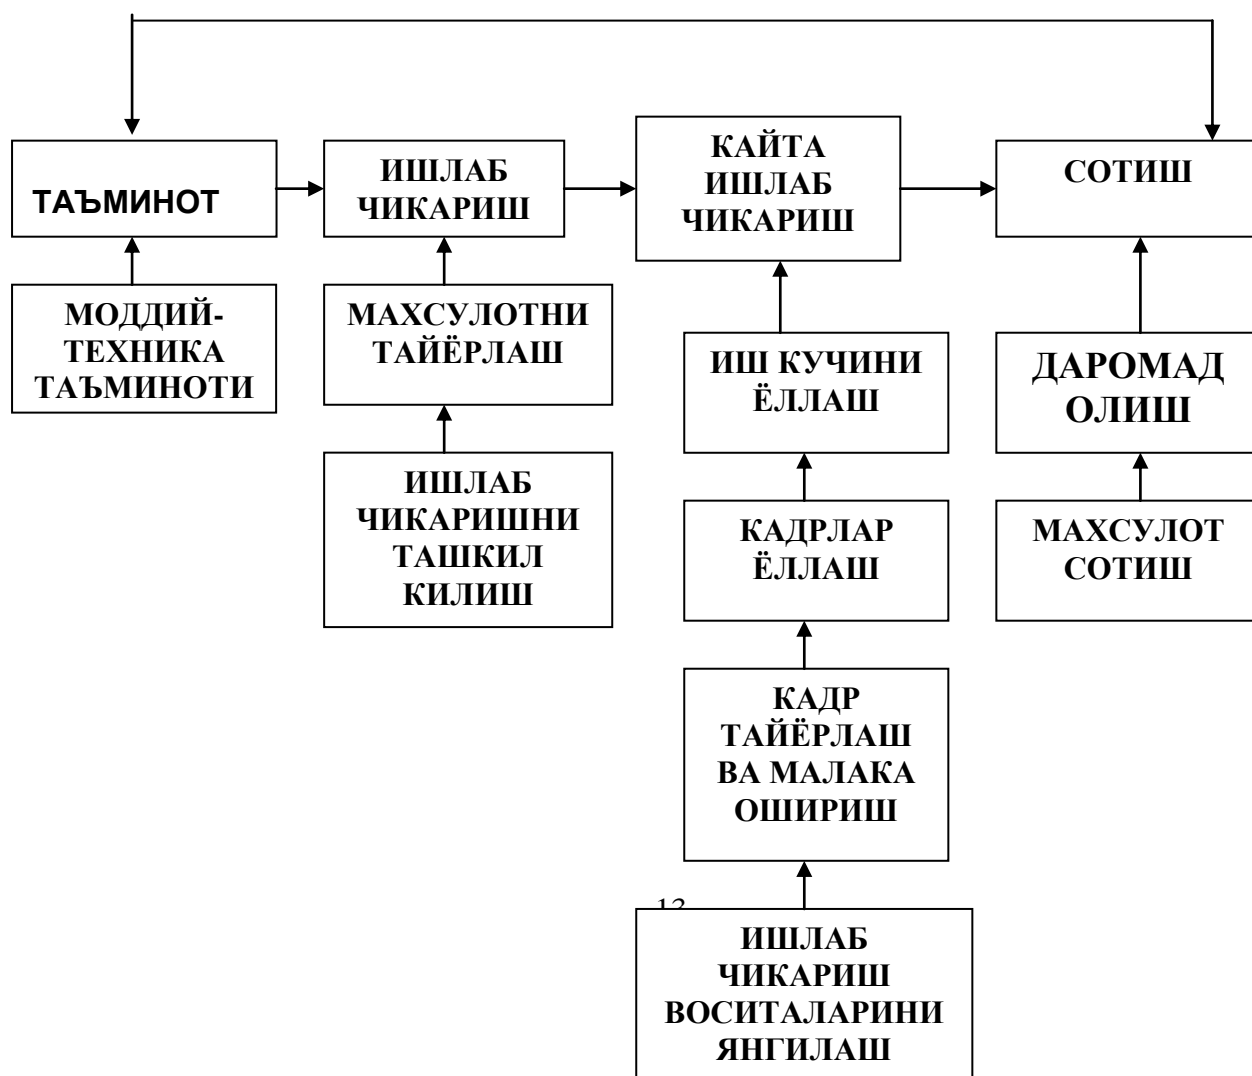 ТАЪМИНОТ
ИШЛАБ
ЧИКАРИШ
КАЙТА
ИШЛАБ
ЧИКАРИШ
СОТИШ
МОДДИЙ-
ТЕХНИКА
ТАЪМИНОТИ
МАХСУЛОТНИ
ТАЙЁРЛАШ
ИШ КУЧИНИ
ЁЛЛАШ
ДАРОМАД
ОЛИШ
ИШЛАБ
ЧИКАРИШНИ
ТАШКИЛ
КИЛИШ
КАДРЛАР
ЁЛЛАШ
МАХСУЛОТ
СОТИШ
КАДР
ТАЙЁРЛАШ
ВА МАЛАКА
ОШИРИШ
ИШЛАБ
ЧИКАРИШ
ВОСИТАЛАРИНИ
ЯНГИЛАШ